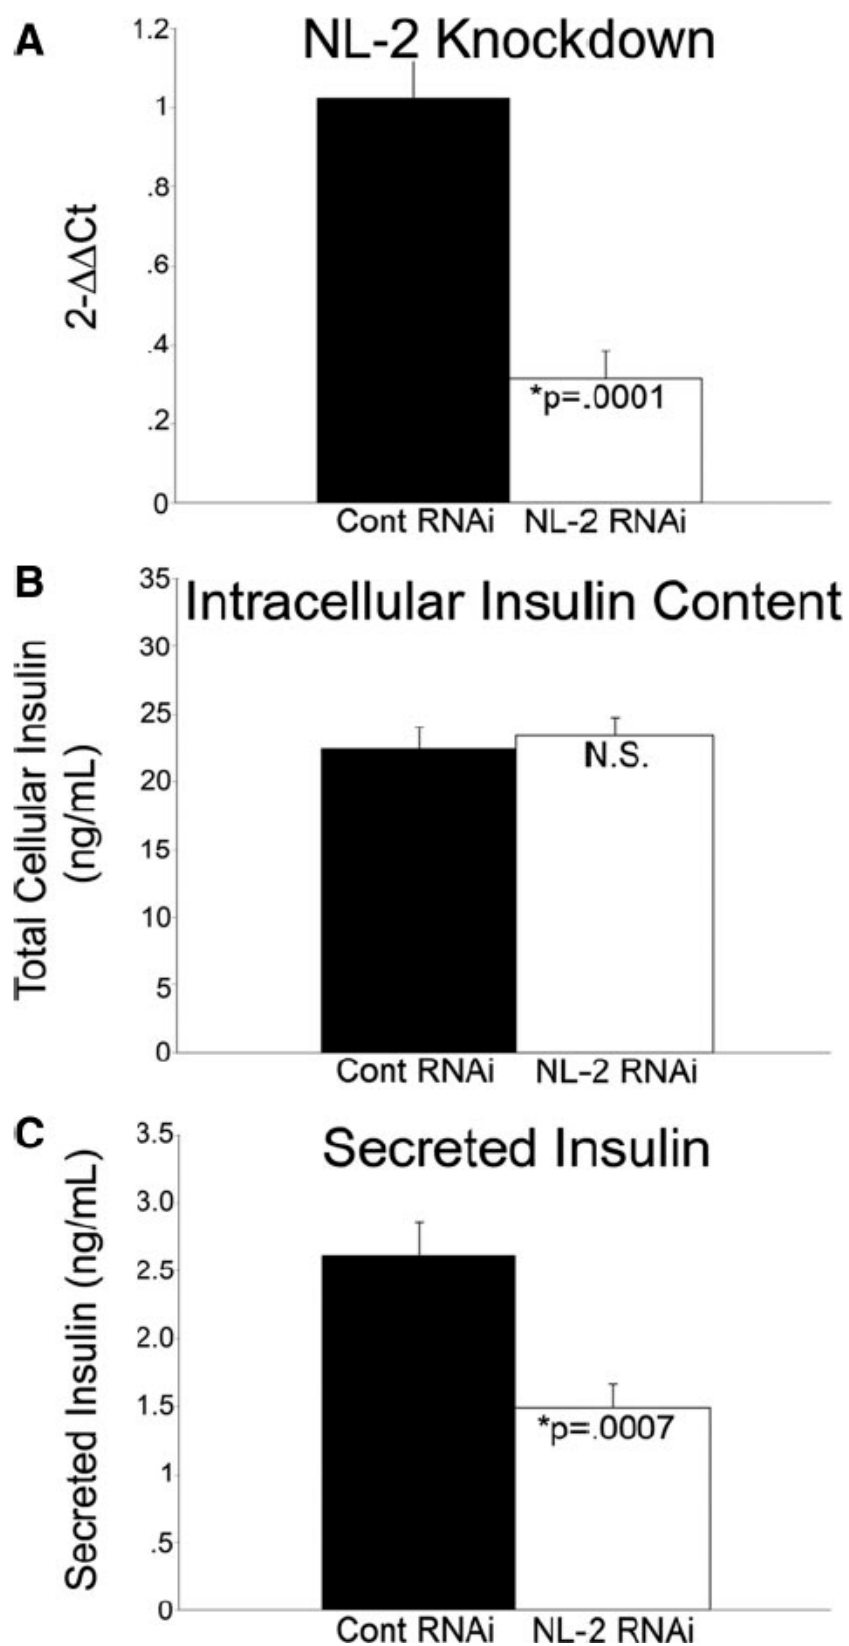 A
NL-2 Knockdown
2-ΔΔCt
1.2
1
.8
.6
.4
.2
0
*p=.0001
Cont RNAi NL-2 RNAi
B
Intracellular Insulin Content
Total Cellular Insulin
(ng/mL)
35
30
25
20
15
10
5
0
N.S.
Cont RNAi NL-2 RNAi
C
Secreted Insulin
Secreted Insulin (ng/mL)
3.5
3.0
2.5
2.0
1.5
1
.5
0
*p=.0007
Cont RNAi NL-2 RNAi